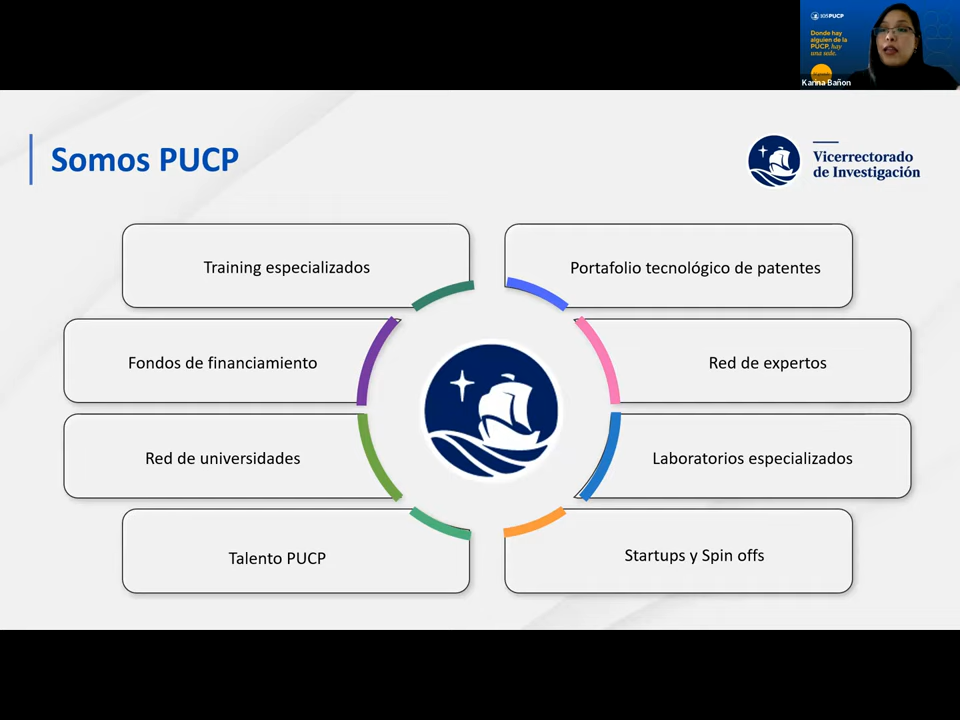 105PUCP
Donde hay
alguien de la
PUCP, hay
una sede.
Karina Bañon
Somos PUCP
Vicerrectorado
de Investigación
Training especializados
Portafolio tecnológico de patentes
Fondos de financiamiento
Red de expertos
Red de universidades
Laboratorios especializados
Talento PUCP
Startups y Spin offs